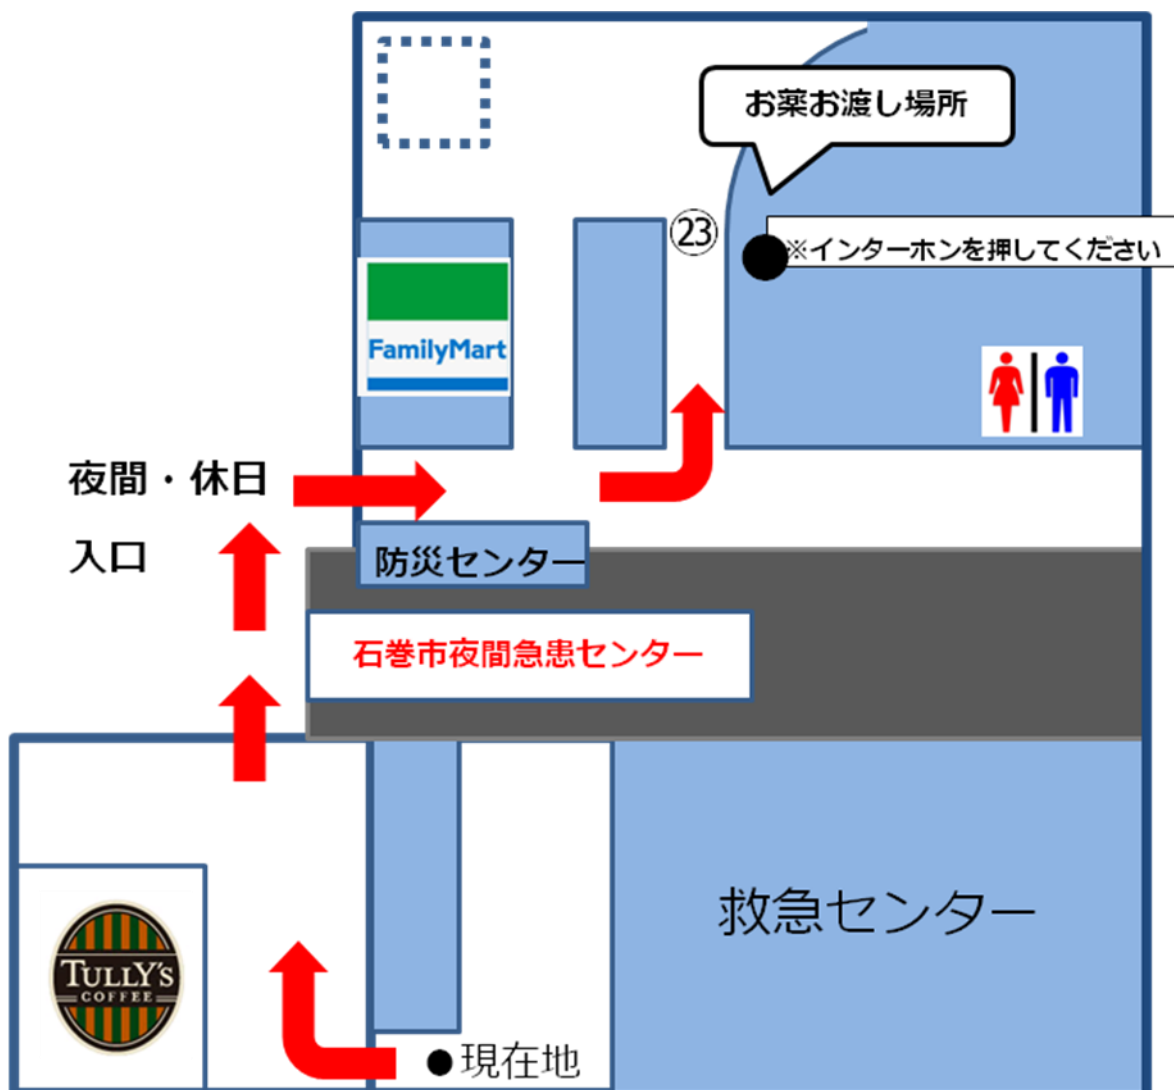 お薬お渡し場所
㉓
※インターホンを押してください
FamilyMart
夜間・休日
入口
防災センター
石巻市夜間急患センター
救急センター
TULLY'S
COFFEE
●現在地